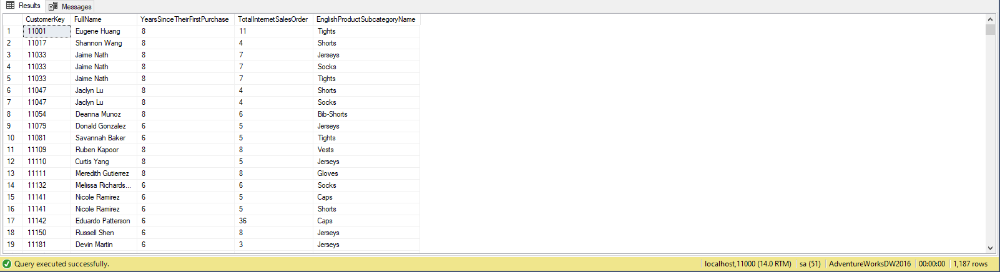 Results Messages
CustomerKey FullName YearsSinceTheirFirstPurchase TotalInternetSalesOrder EnglishProductSubcategoryName
1 11001 Eugene Huang 8 11 Tights
2 11017 Shannon Wang 8 4 Shorts
3 11033 Jaime Nath 8 7 Jerseys
4 11033 Jaime Nath 8 7 Socks
5 11033 Jaime Nath 8 7 Tights
6 11047 Jaclyn Lu 8 4 Shorts
7 11047 Jaclyn Lu 8 4 Socks
8 11054 Deanna Munoz 8 6 Bib-Shorts
9 11079 Donald Gonzalez 6 5 Jerseys
10 11081 Savannah Baker 6 5 Tights
11 11109 Ruben Kapoor 8 8 Vests
12 11110 Curtis Yang 8 5 Jerseys
13 11111 Meredith Gutierrez 8 8 Gloves
14 11132 Melissa Richards... 6 6 Socks
15 11141 Nicole Ramirez 6 5 Caps
16 11141 Nicole Ramirez 6 5 Shorts
17 11142 Eduardo Patterson 6 36 Caps
18 11150 Russell Shen 6 8 Jerseys
19 11181 Devin Martin 6 3 Jerseys
Query executed successfully. localhost,11000 (14.0 RTM) sa (51) AdventureWorksDW2016 00:00:00 1,187 rows